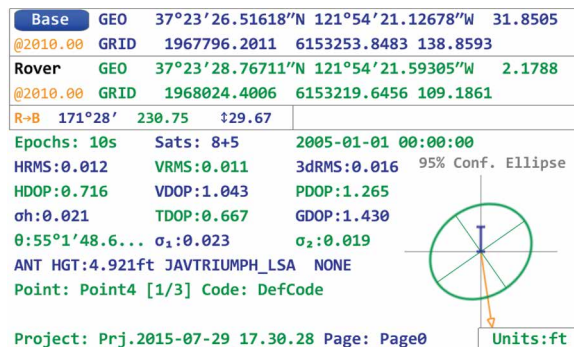 Base GEO 37°23′26.51618″N 121°54′21.12678″W 31.8505
@2010.00 GRID 1967796.2011 6153253.8483 138.8593
Rover GEO 37°23′28.76711″N 121°54′21.59305″W 2.1788
@2010.00 GRID 1968024.4006 6153219.6456 109.1861
R→B 171°28′ 230.75 ↕29.67
Epochs: 10s Sats: 8+5 2005-01-01 00:00:00
HRMS:0.012 VRMS:0.011 3dRMS:0.016 95% Conf. Ellipse
HDOP:0.716 VDOP:1.043 PDOP:1.265
σh:0.021 TDOP:0.667 GDOP:1.430
θ:55°1′48.6... σ₁:0.023 σ₂:0.019
ANT HGT:4.921ft JAVTRIUMPH_LSA NONE
Point: Point4 [1/3] Code: DefCode
Project: Prj.2015-07-29 17.30.28 Page: Page0 Units:ft